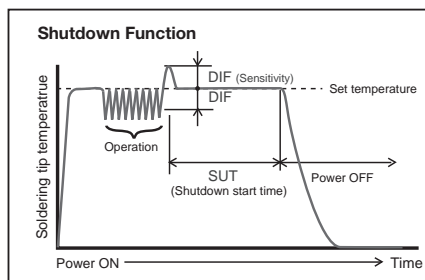 Shutdown Function
Soldering tip temperatrue
DIF (Sensitivity)
DIF
Set temperature
Operation
SUT
(Shutdown start time)
Power OFF
Power ON
Time